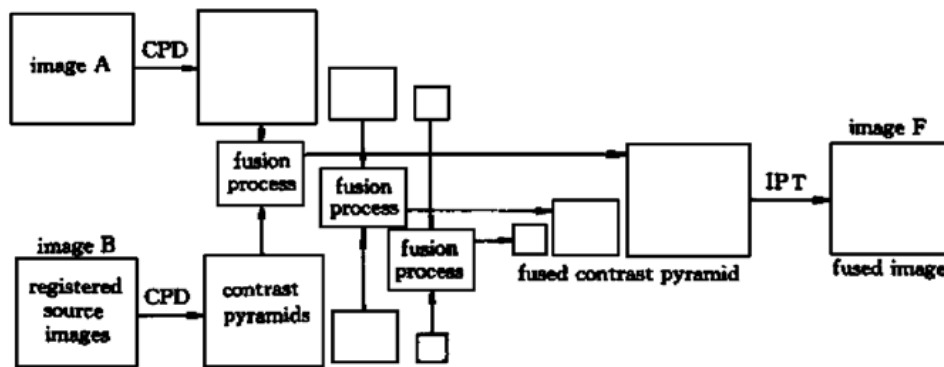 image A
CPD
fusion
process
fusion
process
fusion
process
image B
registered
source
images
CPD
contrast
pyramids
fused contrast pyramid
IPT
image F
fused image